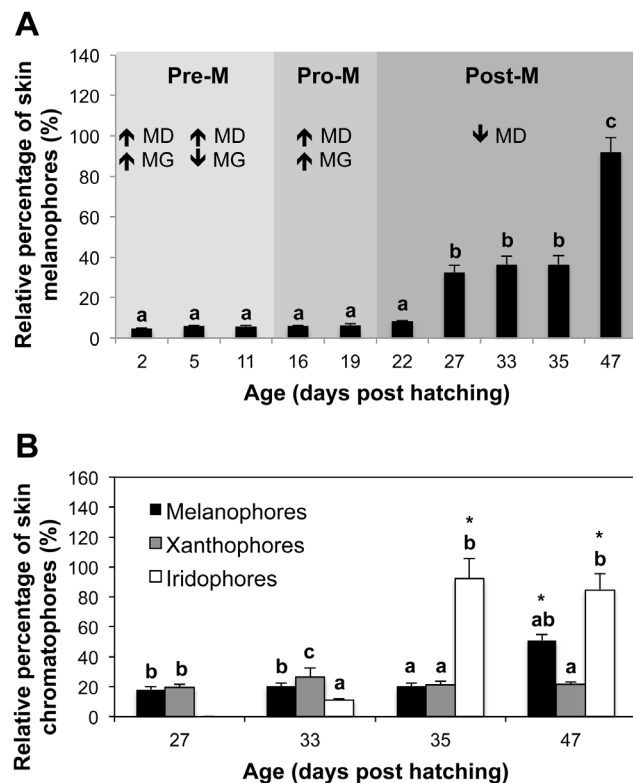 A
Relative percentage of skin
melanophores (%)
140
120
100
80
60
40
20
0
Pre-M Pro-M Post-M
↑ MD ↑ MD ↑ MD ↓ MD
↑ MG ↓ MG ↑ MG
a a a a a a b b b c
2 5 11 16 19 22 27 33 35 47
Age (days post hatching)
B
Relative percentage of skin
chromatophores (%)
160
140
120
100
80
60
40
20
0
Melanophores
Xanthophores
Iridophores
* *
b * b
ab
b b b c a a a a
27 33 35 47
Age (days post hatching)